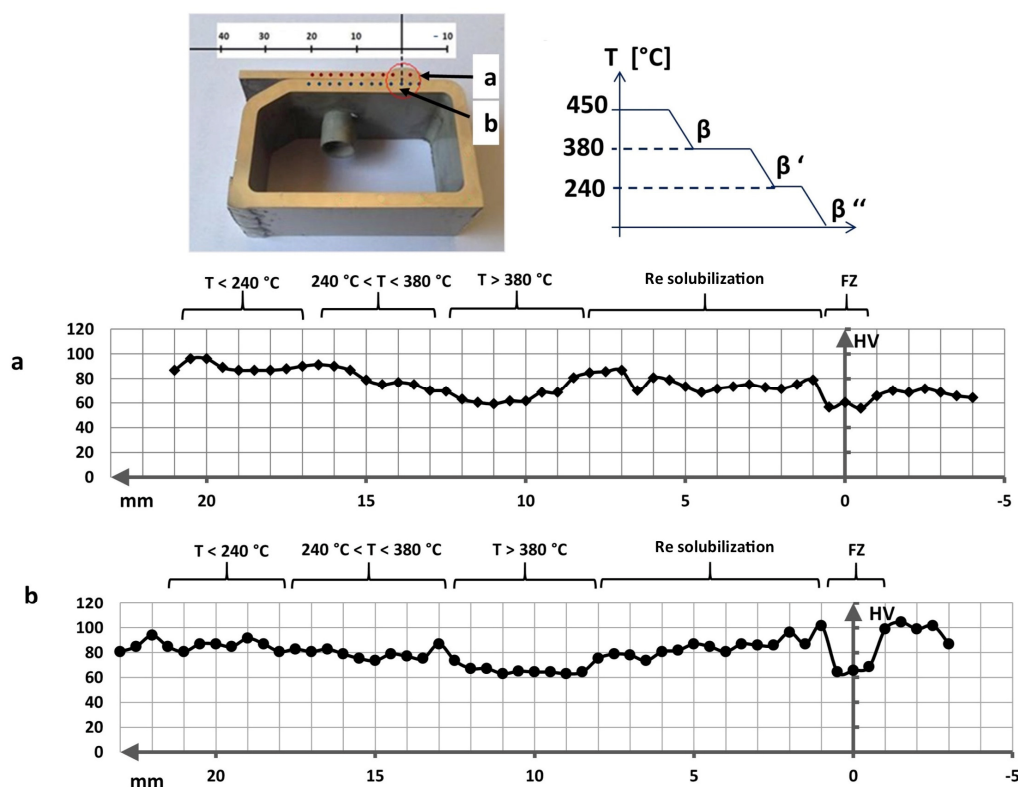 40 30 20 10 0 - 10
a
b
T [°C]
450
380
240
β
β ‘
β ‘‘
T < 240 °C
240 °C < T < 380 °C
T > 380 °C
Re solubilization
FZ
a
120
100
80
60
40
20
0
HV
mm 20 15 10 5 0 -5
T < 240 °C
240 °C < T < 380 °C
T > 380 °C
Re solubilization
FZ
b
120
100
80
60
40
20
0
HV
mm 20 15 10 5 0 -5